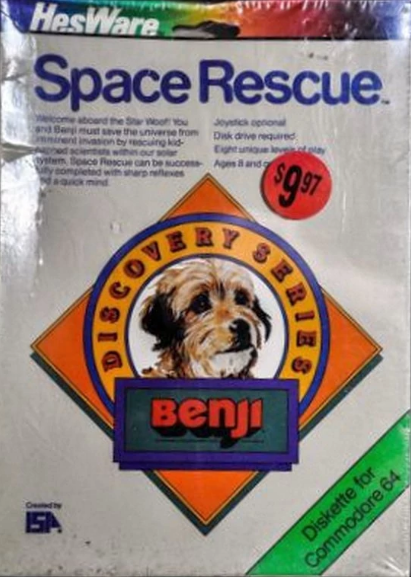 HesWare
Space Rescue™
Welcome aboard the Star Woof! You
and Benji must save the universe from
imminent invasion by rescuing kid-
napped scientists within our solar
system. Space Rescue can be success-
fully completed with sharp reflexes
and a quick mind.
Joystick optional
Disk drive required
Eight unique levels of play
Ages 8 and
$9.97
DISCOVERY SERIES
Benji
Created by
ISA
Diskette for
Commodore 64